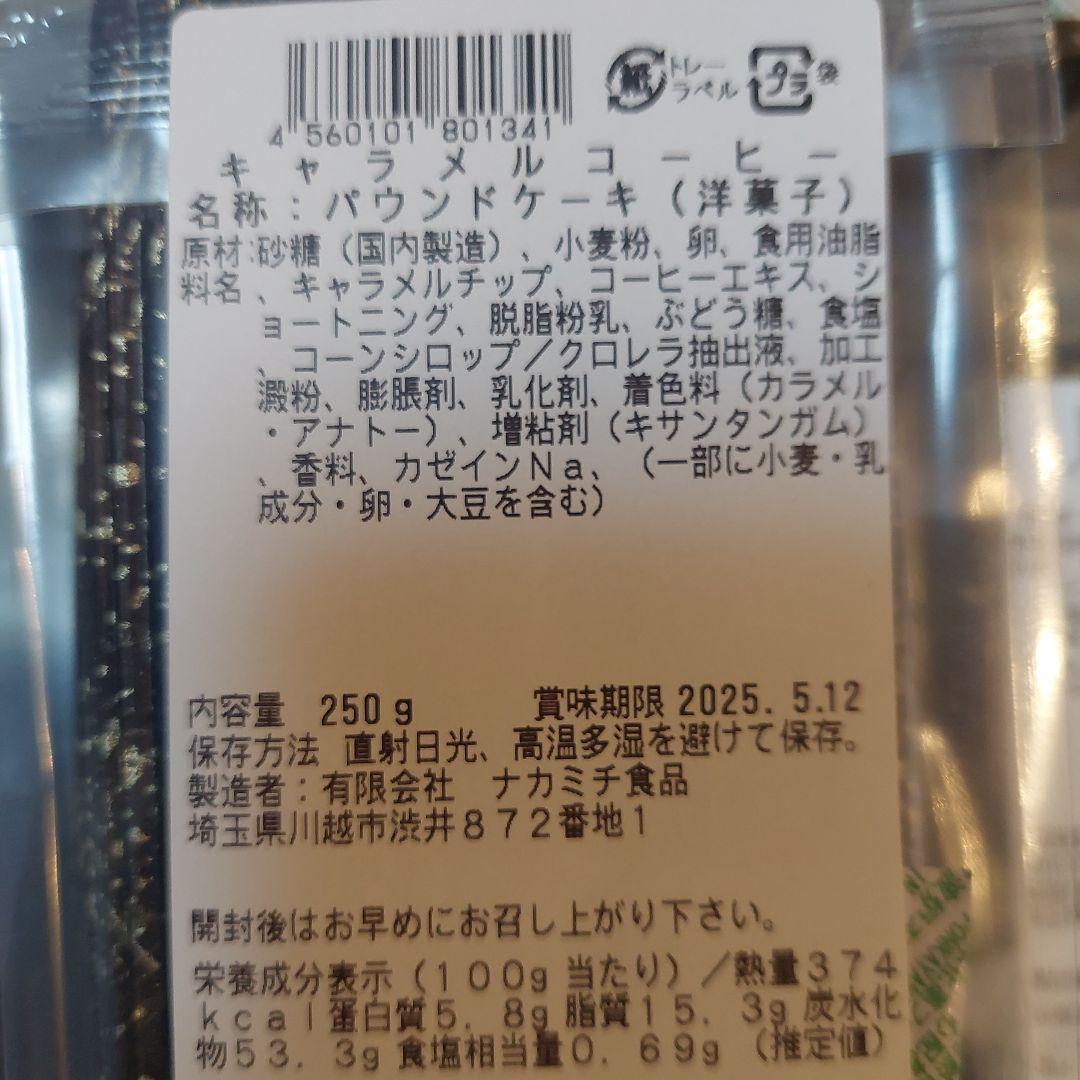 4 560101 801341
紙 トレー
ラベル
プラ 袋
キャラメルコーヒー
名称：パウンドケーキ（洋菓子）
原材:砂糖（国内製造）、小麦粉、卵、食用油脂
料名、キャラメルチップ、コーヒーエキス、シ
ョートニング、脱脂粉乳、ぶどう糖、食塩
、コーンシロップ／クロレラ抽出液、加工
澱粉、膨脹剤、乳化剤、着色料（カラメル
・アナトー）、増粘剤（キサンタンガム）
、香料、カゼインＮａ、（一部に小麦・乳
成分・卵・大豆を含む）
内容量 250ｇ 賞味期限 2025. 5.12
保存方法 直射日光、高温多湿を避けて保存。
製造者：有限会社 ナカミチ食品
埼玉県川越市渋井８７２番地1
開封後はお早めにお召し上がり下さい。
栄養成分表示（１００g 当たり）／熱量３７４
ｋｃａｌ蛋白質５．８g 脂質１５．３g 炭水化
物５３．３g 食塩相当量０．６９g （推定値）